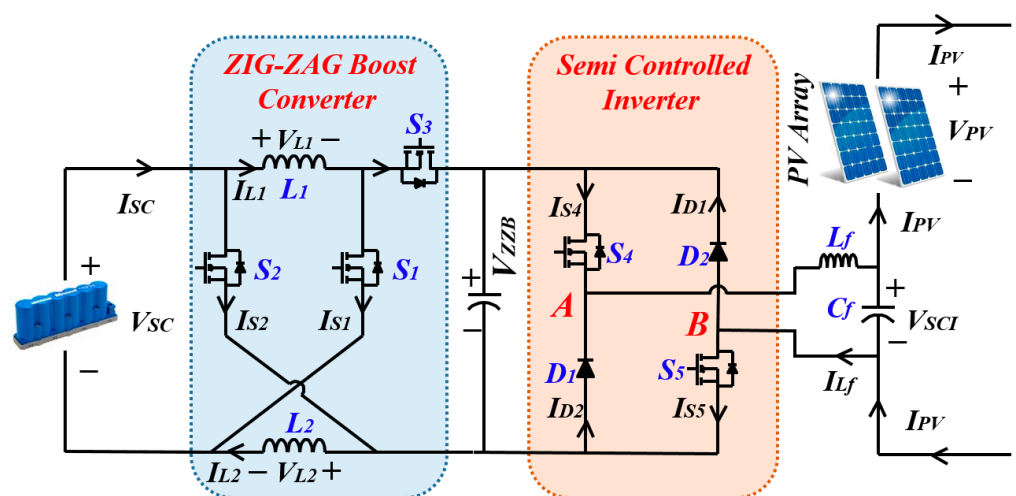 ZIG-ZAG Boost
Converter
Semi Controlled
Inverter
IPV
+
PV Array
VPV
−
+ VL1 −
S3
ISC
IL1
L1
IS4
ID1
IPV
S2
S1
VZZB
+
−
S4
D2
Lf
+
VSC
−
IS2
IS1
A
B
Cf
+
VSCI
−
D1
S5
ILf
L2
ID2
IS5
IPV
IL2 − VL2 +